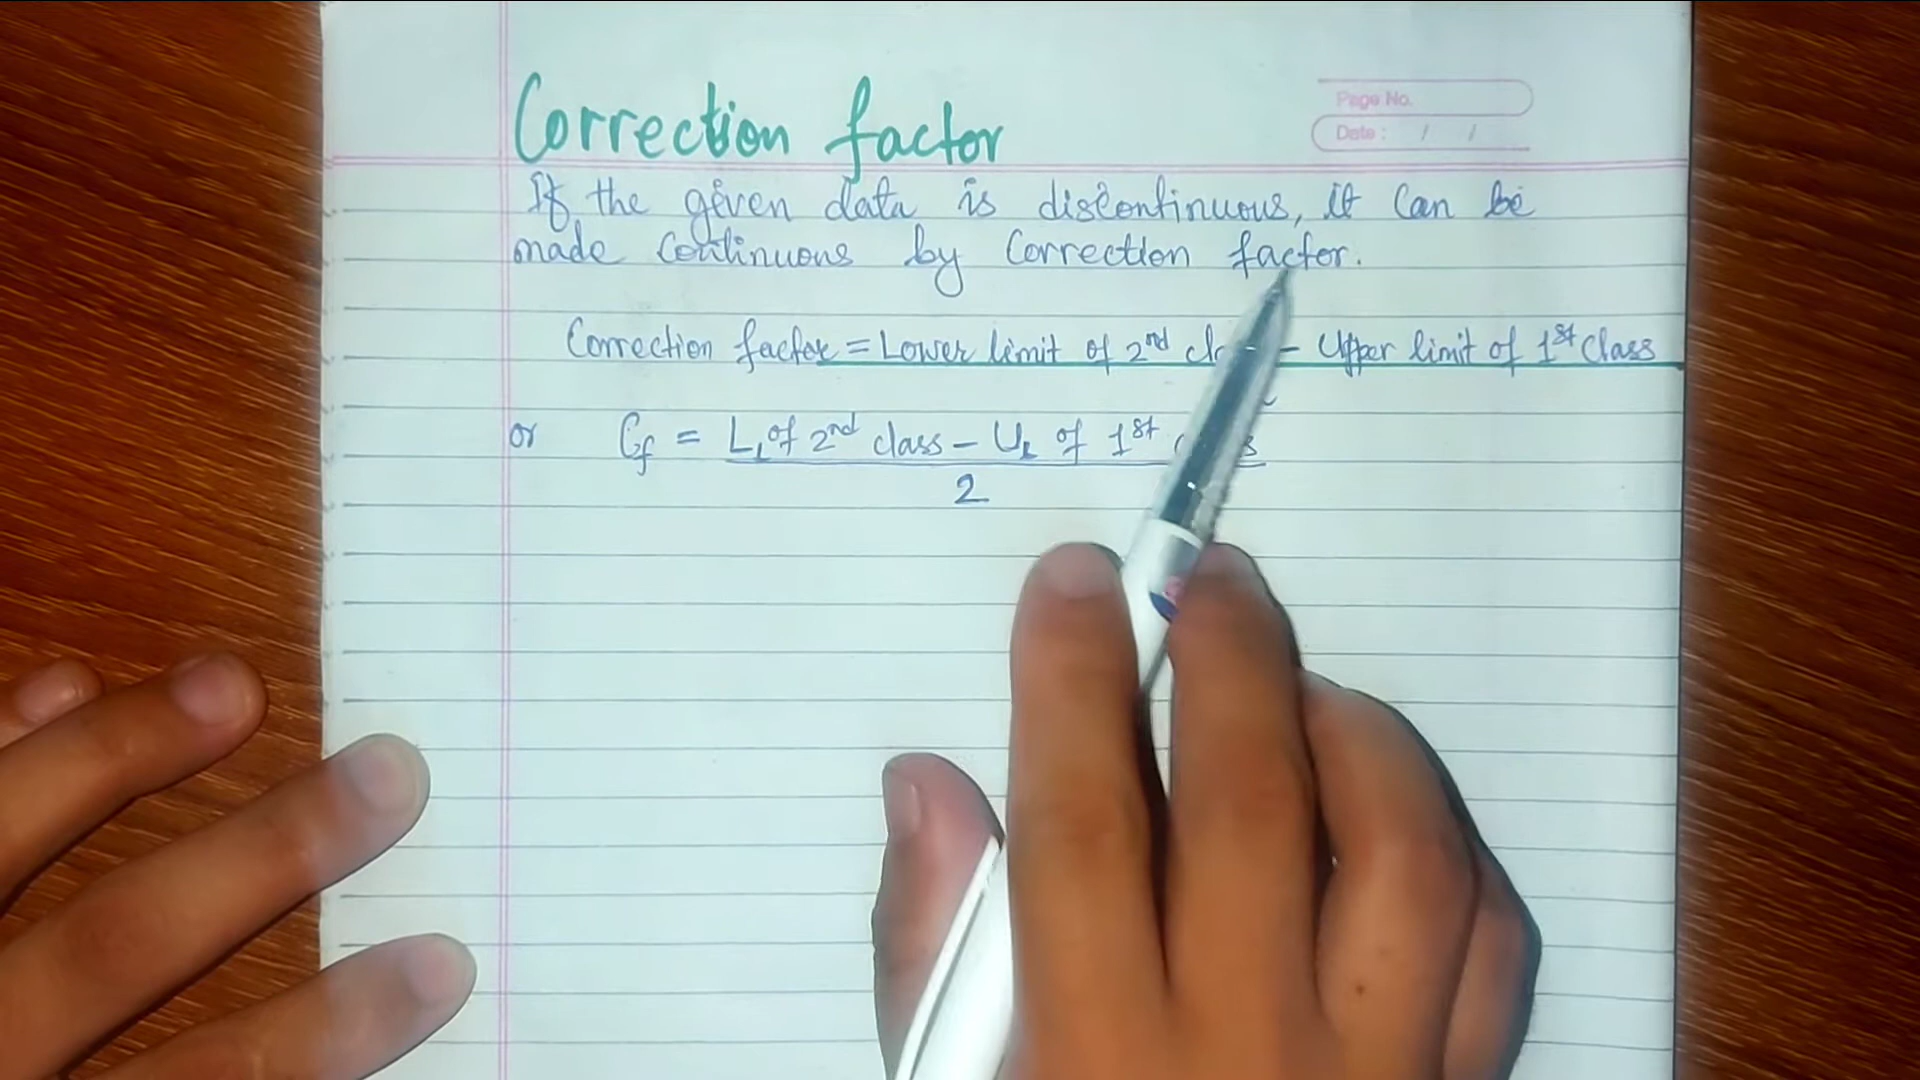 Page No.
Date : / /
Correction factor
If the given data is discontinuous, it can be
made continuous by correction factor.
Correction factor = Lower limit of 2nd - Upper limit of 1st class
or Cf = LL of 2nd class - UL of 1st
2